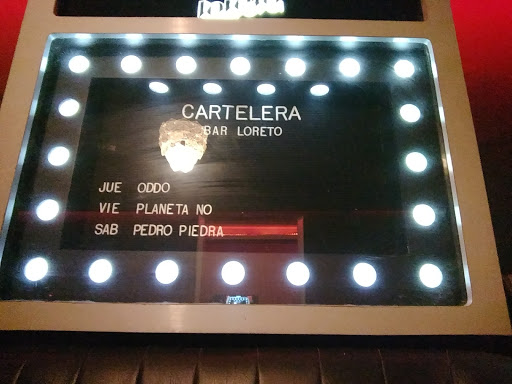 CARTELERA
BAR LORETO
JUE ODDO
VIE PLANETA NO
SAB PEDRO PIEDRA